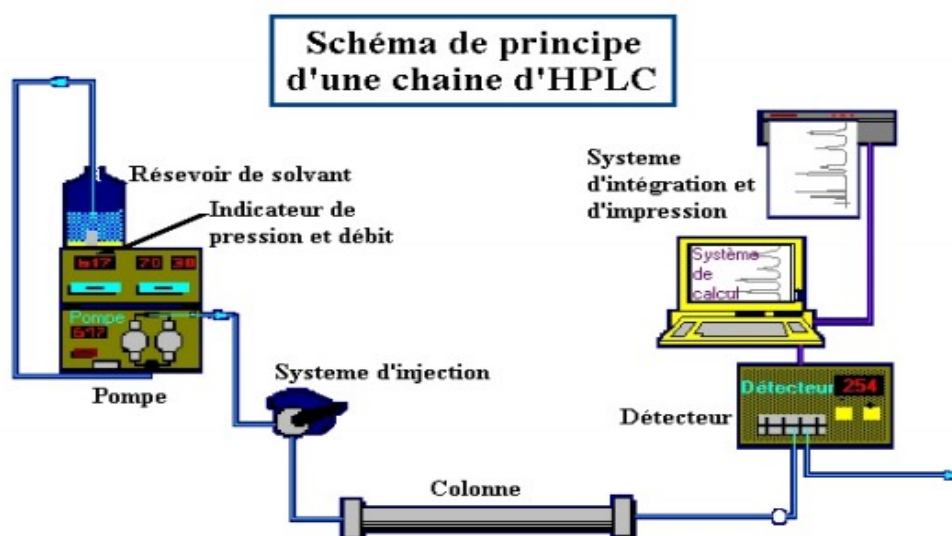 Schéma de principe
d'une chaine d'HPLC
Résevoir de solvant
Indicateur de
pression et débit
Pompe
Pompe
Systeme d'injection
Colonne
Systeme
d'intégration et
d'impression
Système
de
calcul
Détecteur
254
Détecteur